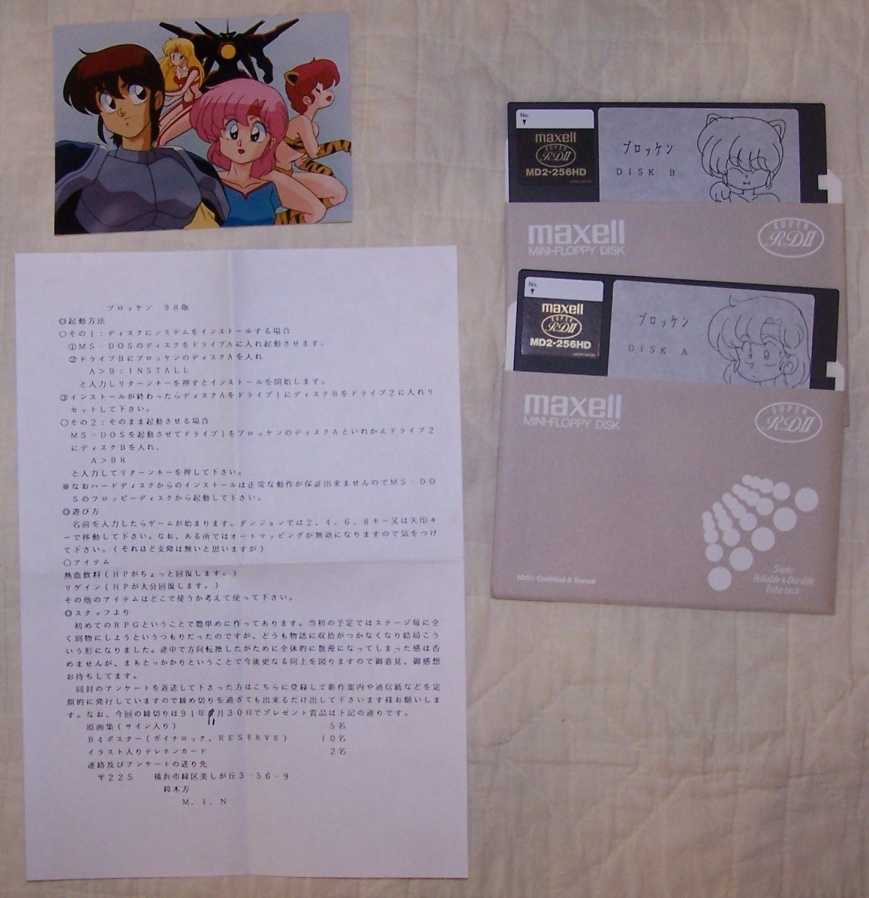 ブロッケン 98版
◎起動方法
○その1:ディスクにシステムをインストールする場合
①MS-DOSのディスクをドライブAに入れ起動させます。
②ドライブBにブロッケンのディスクAを入れ
A>B:INSTALL
と入力しリターンキーを押すとインストールを開始します。
③インストールが終わったらディスクAをドライブ1にディスクBをドライブ2に入れリ
セットして下さい。
○その2:そのまま起動させる場合
MS-DOSを起動させてドライブ1をブロッケンのディスクAといれかえドライブ2
にディスクBを入れ、
A>BR
と入力してリターンキーを押して下さい。
※なおハードディスクからのインストールは正常な動作が保証出来ませんのでMS-DO
Sのフロッピーディスクから起動して下さい。
◎遊び方
名前を入力したらゲームが始まります。ダンジョンでは2、4、6、8キー又は矢印キ
ーで移動して下さい。なお、ある所ではオートマッピングが無効になりますので気をつけ
て下さい。(それほど支障は無いと思いますが)
○アイテム
熱血飲料(HPがちょっと回復します。)
リゲイン(HPが大分回復します。)
その他のアイテムはどこで使うか考えて使って下さい。
◎スタッフより
初めてのRPGということで簡単めに作ってあります。当初の予定ではステージ毎に全
く別物にしようというつもりだったのですが、どうも物語に収拾がつかなくなり結局こう
いう形になりました。途中で方向転換したがために全体的に散漫になってしまった感は否
めませんが、まぁとっかかりということで今後更なる向上を図りますので御意見、御感想
お待ちしてます。
同封のアンケートを返送して下さった方はこちらに登録して新作案内や通信紙などを定
期的に発行していますので締め切りを過ぎても出来るだけ出して下さいます様お願いしま
す。なお、今回の締切りは91年11月30日でプレゼント賞品は下記の通りです。
原画集(サイン入り) 5名
B4ポスター(ガイナロック、RESERVE) 10名
イラスト入りテレホンカード 2名
連絡及びアンケートの送り先
〒225 横浜市緑区美しが丘3-56-9
鈴木方
M.I.N
No.
maxell
SUPER
RDII
MD2-256HD
ブロッケン
DISK B
maxell
MINI-FLOPPY DISK
SUPER
RDII
No.
maxell
SUPER
RDII
MD2-256HD
ブロッケン
DISK A
maxell
MINI-FLOPPY DISK
SUPER
RDII
100% Certified & Tested
Super
Reliable & Durably
Tribo-tech